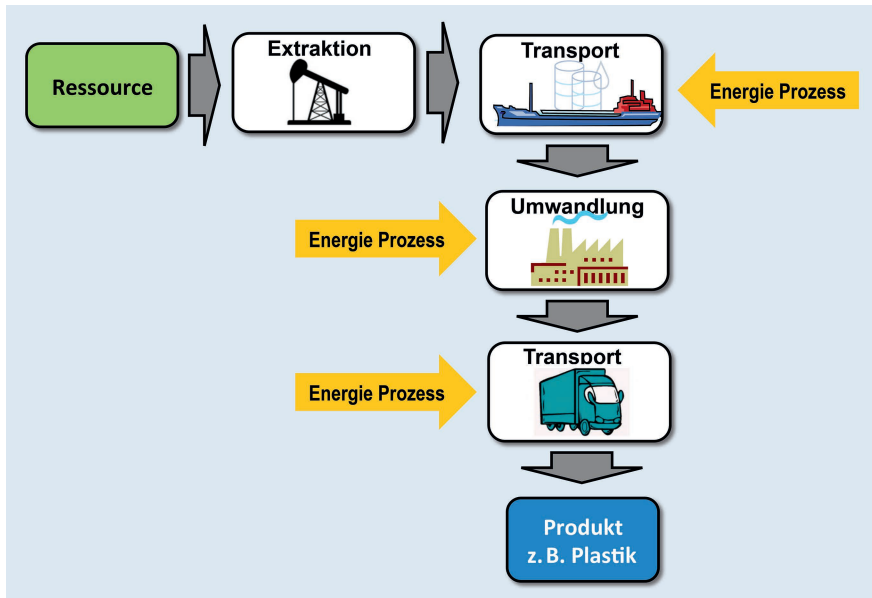 Ressource
Extraktion
Transport
Energie Prozess
Umwandlung
Energie Prozess
Transport
Energie Prozess
Produkt
z. B. Plastik